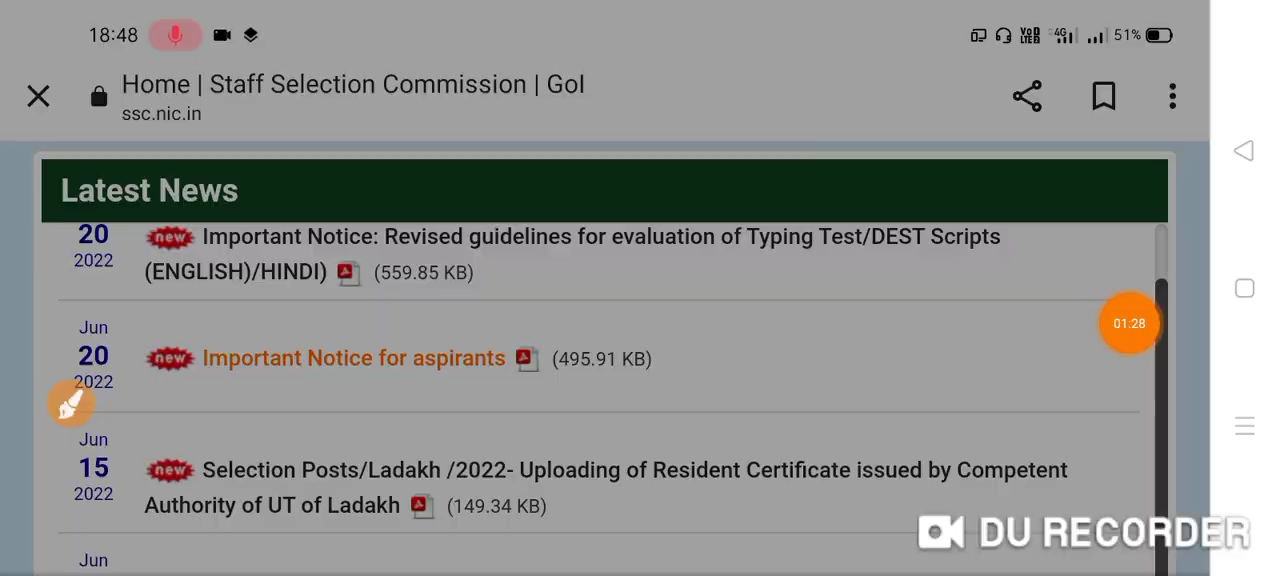 18:48 VoD LTE2 4G 51%
Home | Staff Selection Commission | GoI
ssc.nic.in
Latest News
20
2022
new Important Notice: Revised guidelines for evaluation of Typing Test/DEST Scripts
(ENGLISH)/HINDI) (559.85 KB)
01:28
Jun
20
2022
new Important Notice for aspirants (495.91 KB)
Jun
15
2022
new Selection Posts/Ladakh /2022- Uploading of Resident Certificate issued by Competent
Authority of UT of Ladakh (149.34 KB)
DU RECORDER
Jun